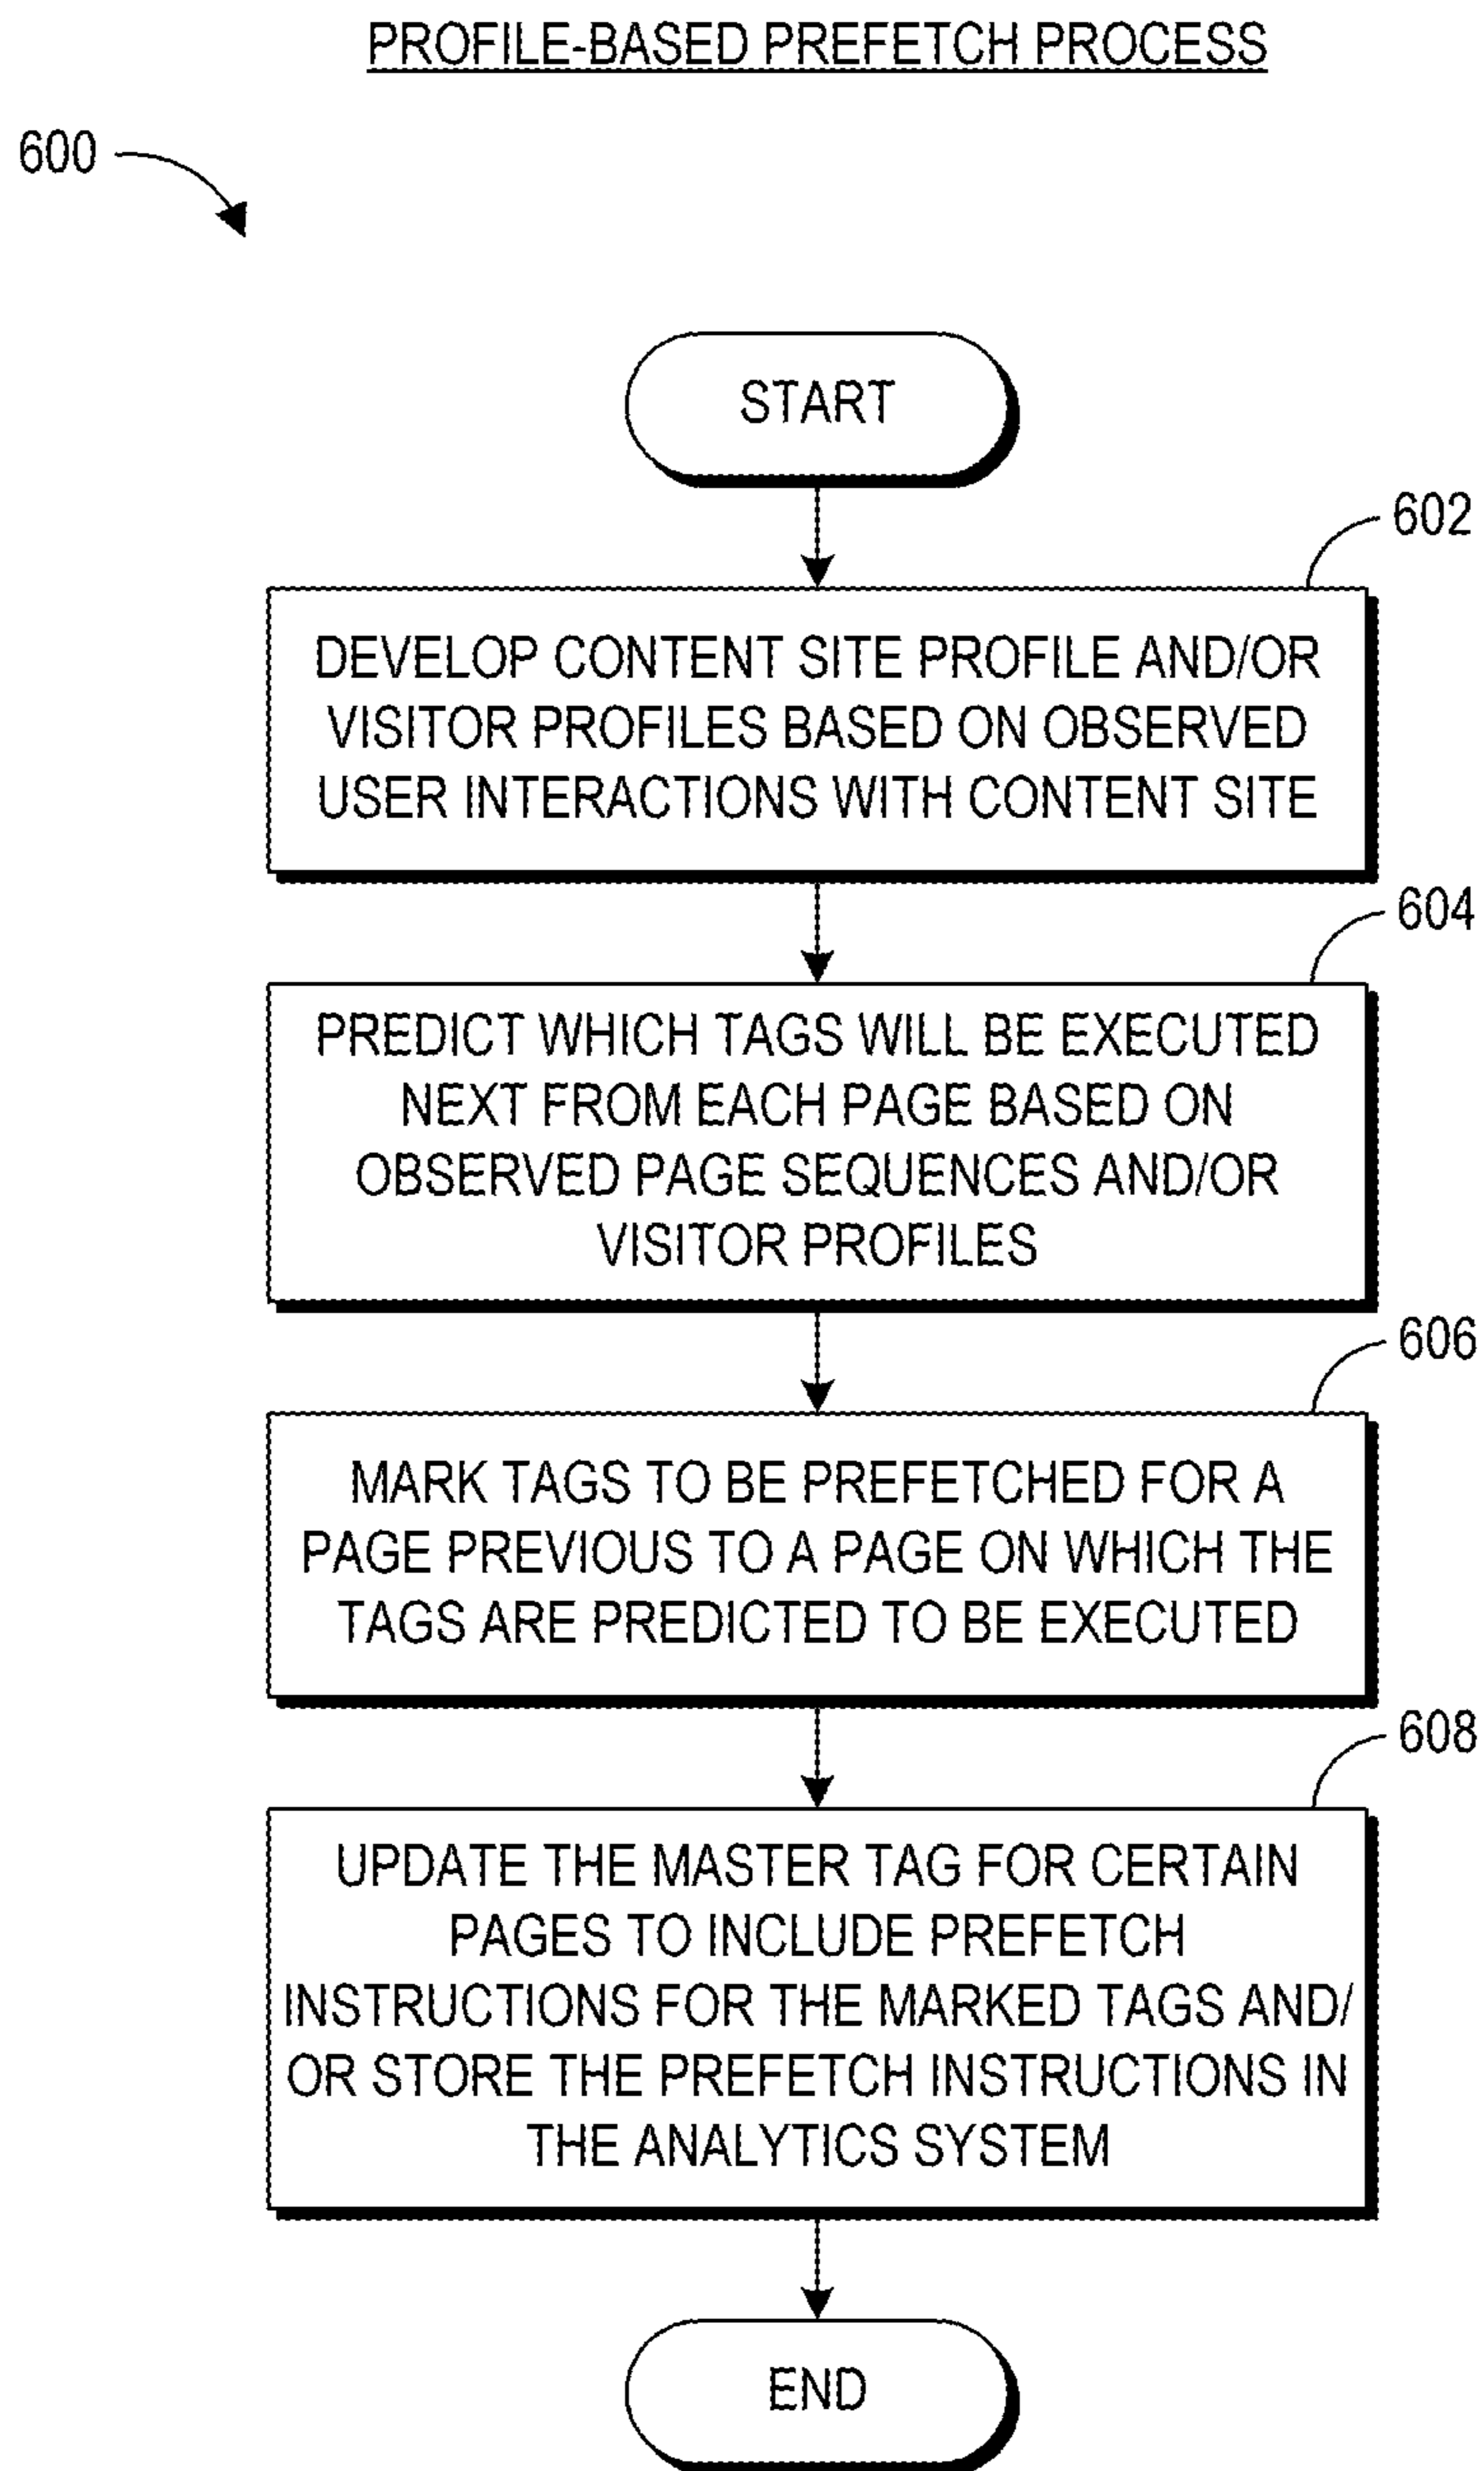 PROFILE-BASED PREFETCH PROCESS
600
START
602
DEVELOP CONTENT SITE PROFILE AND/OR
VISITOR PROFILES BASED ON OBSERVED
USER INTERACTIONS WITH CONTENT SITE
604
PREDICT WHICH TAGS WILL BE EXECUTED
NEXT FROM EACH PAGE BASED ON
OBSERVED PAGE SEQUENCES AND/OR
VISITOR PROFILES
606
MARK TAGS TO BE PREFETCHED FOR A
PAGE PREVIOUS TO A PAGE ON WHICH THE
TAGS ARE PREDICTED TO BE EXECUTED
608
UPDATE THE MASTER TAG FOR CERTAIN
PAGES TO INCLUDE PREFETCH
INSTRUCTIONS FOR THE MARKED TAGS AND/
OR STORE THE PREFETCH INSTRUCTIONS IN
THE ANALYTICS SYSTEM
END